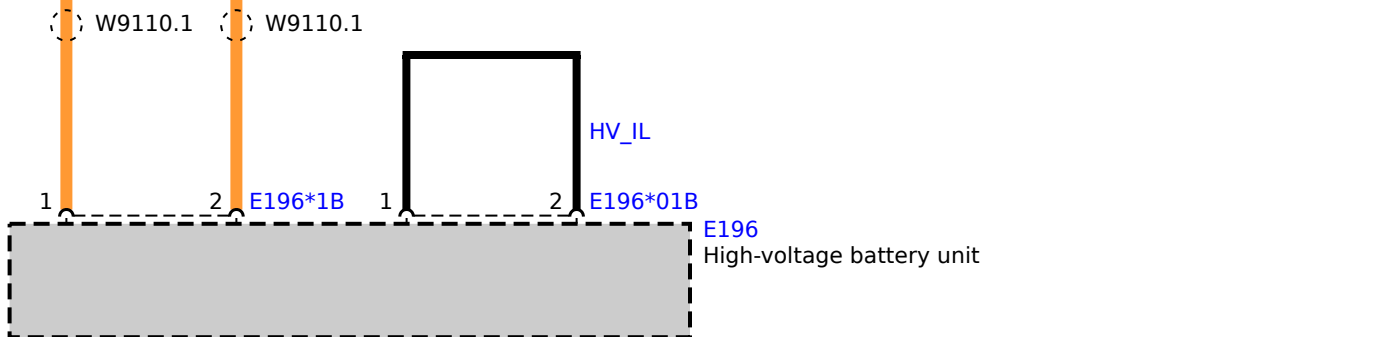 W9110.1 W9110.1
HV_IL
1 2 E196*1B 1 2 E196*01B
E196
High-voltage battery unit